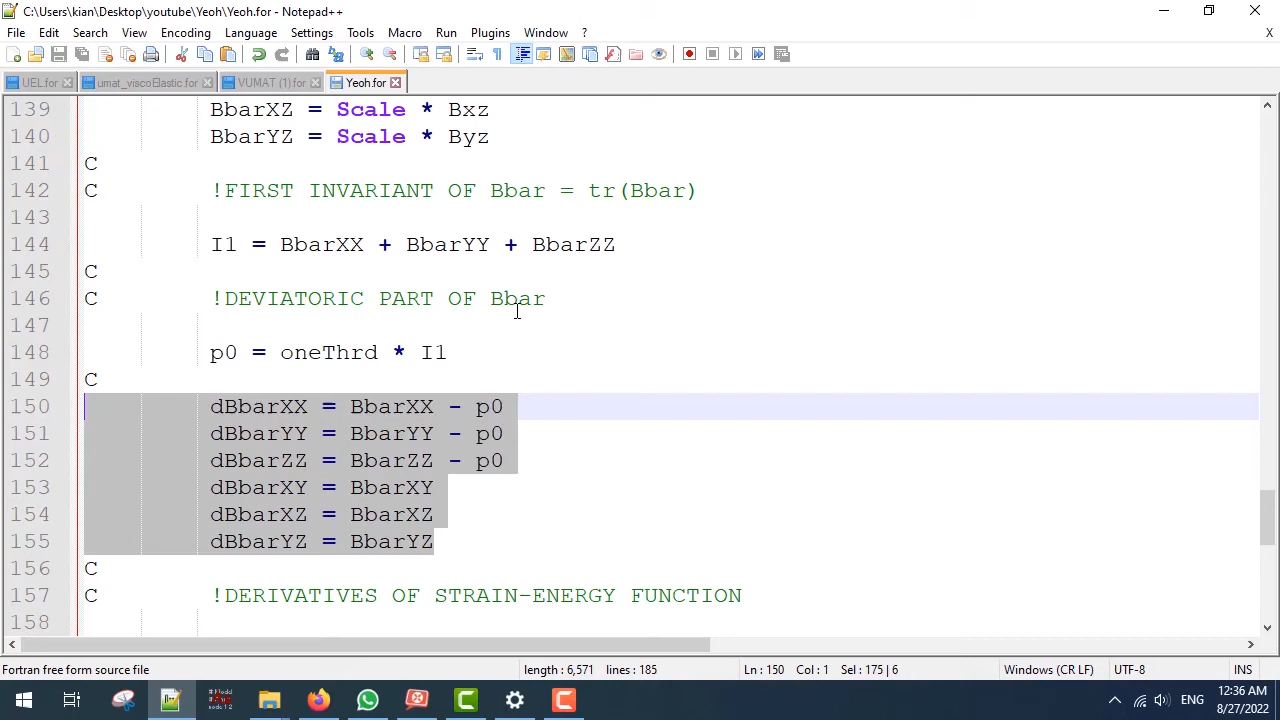 C:\Users\kian\Desktop\youtube\Yeoh\Yeoh.for - Notepad++
File Edit Search View Encoding Language Settings Tools Macro Run Plugins Window ? X
UEL.for umat_viscoElastic.for VUMAT (1).for Yeoh.for
139 BbarXZ = Scale * Bxz
140 BbarYZ = Scale * Byz
141 C
142 C !FIRST INVARIANT OF Bbar = tr(Bbar)
143
144 I1 = BbarXX + BbarYY + BbarZZ
145 C
146 C !DEVIATORIC PART OF Bbar
147
148 p0 = oneThrd * I1
149 C
150 dBbarXX = BbarXX - p0
151 dBbarYY = BbarYY - p0
152 dBbarZZ = BbarZZ - p0
153 dBbarXY = BbarXY
154 dBbarXZ = BbarXZ
155 dBbarYZ = BbarYZ
156 C
157 C !DERIVATIVES OF STRAIN-ENERGY FUNCTION
158
Fortran free form source file length : 6,571 lines : 185 Ln : 150 Col : 1 Sel : 175 | 6 Windows (CR LF) UTF-8 INS
ENG 12:36 AM
8/27/2022